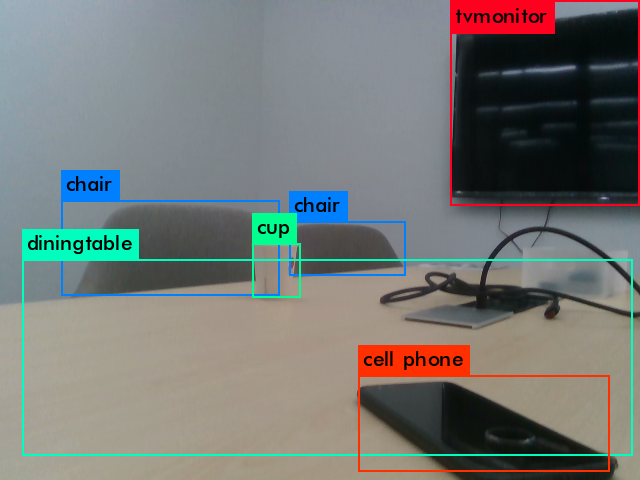 tvmonitor
chair
chair
cup
diningtable
cell phone